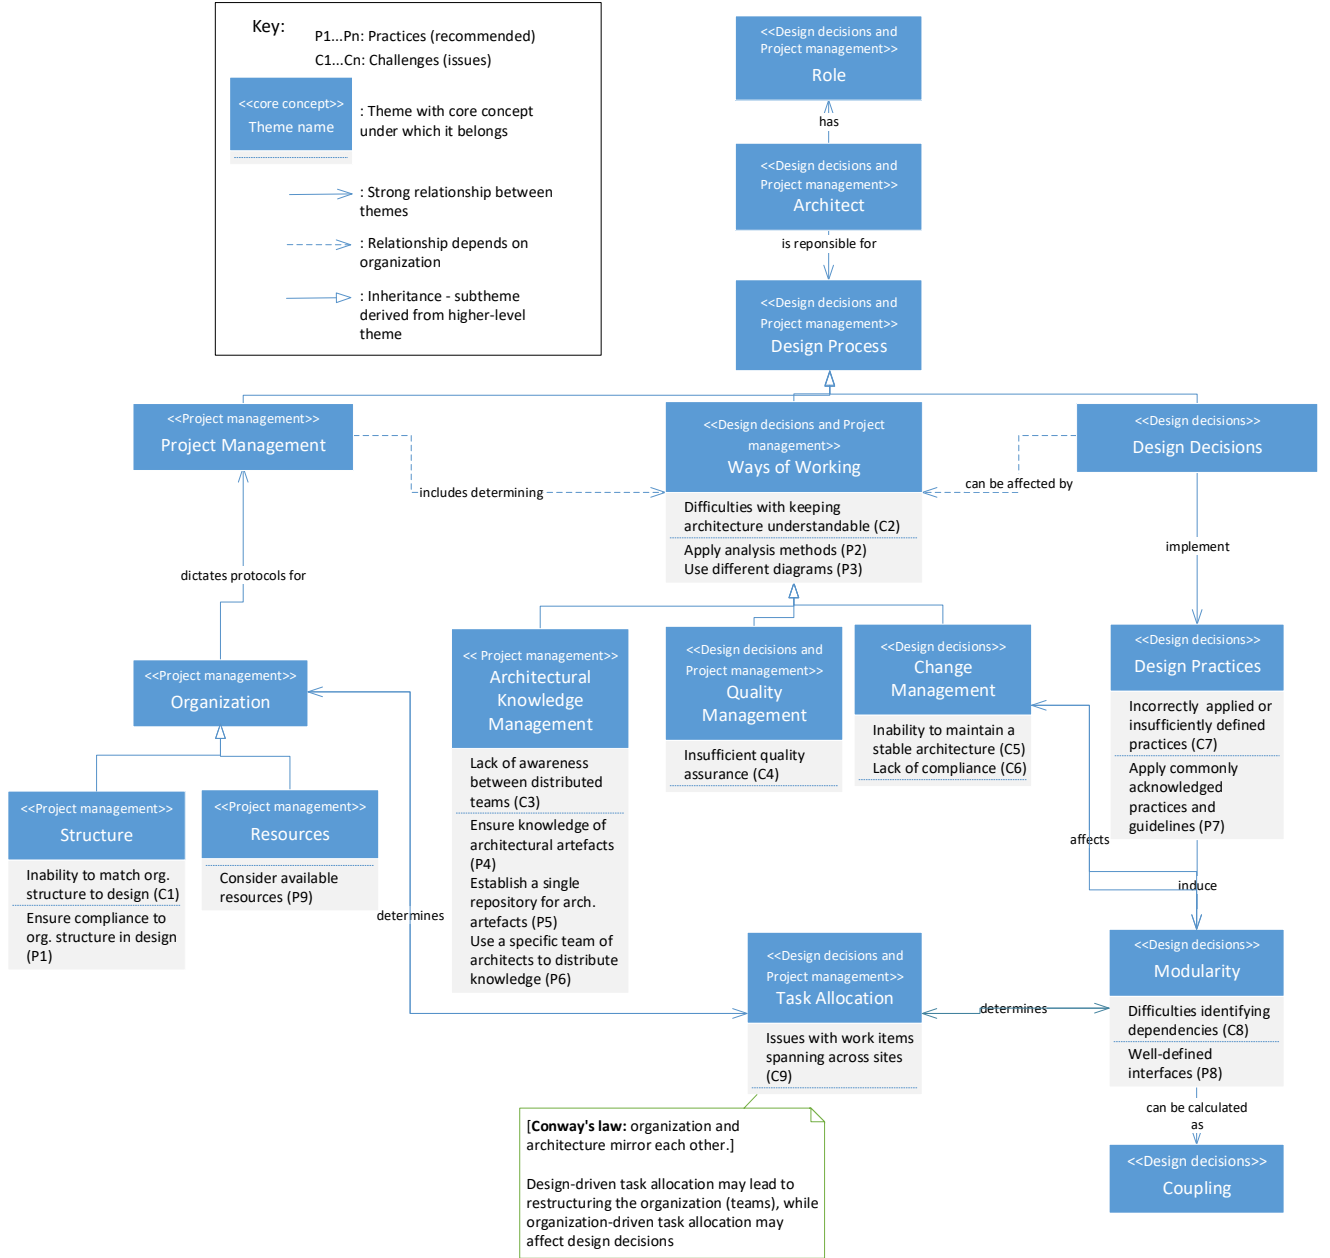 Key:
P1...Pn: Practices (recommended)
C1...Cn: Challenges (issues)
<<core concept>>
Theme name
: Theme with core concept
under which it belongs
: Strong relationship between
themes
: Relationship depends on
organization
: Inheritance - subtheme
derived from higher-level
theme
<<Design decisions and
Project management>>
Role
has
<<Design decisions and
Project management>>
Architect
is reponsible for
<<Design decisions and
Project management>>
Design Process
<<Project management>>
Project Management
<<Design decisions and Project
management>>
Ways of Working
Difficulties with keeping
architecture understandable (C2)
Apply analysis methods (P2)
Use different diagrams (P3)
<<Design decisions>>
Design Decisions
includes determining
can be affected by
implement
dictates protocols for
<<Project management>>
Organization
<< Project management>>
Architectural
Knowledge
Management
Lack of awareness
between distributed
teams (C3)
Ensure knowledge of
architectural artefacts
(P4)
Establish a single
repository for arch.
artefacts (P5)
Use a specific team of
architects to distribute
knowledge (P6)
<<Design decisions and
Project management>>
Quality
Management
Insufficient quality
assurance (C4)
<<Design decisions>>
Change
Management
Inability to maintain a
stable architecture (C5)
Lack of compliance (C6)
<<Design decisions>>
Design Practices
Incorrectly  applied or
insufficiently defined
practices (C7)
Apply commonly
acknowledged
practices and
guidelines (P7)
<<Project management>>
Structure
Inability to match org.
structure to design (C1)
Ensure compliance to
org. structure in design
(P1)
<<Project management>>
Resources
Consider available
resources (P9)
affects
induce
determines
<<Design decisions and
Project management>>
Task Allocation
Issues with work items
spanning across sites
(C9)
determines
<<Design decisions>>
Modularity
Difficulties identifying
dependencies (C8)
Well-defined
interfaces (P8)
can be calculated
as
<<Design decisions>>
Coupling
[Conway's law: organization and
architecture mirror each other.]
Design-driven task allocation may lead to
restructuring the organization (teams), while
organization-driven task allocation may
affect design decisions